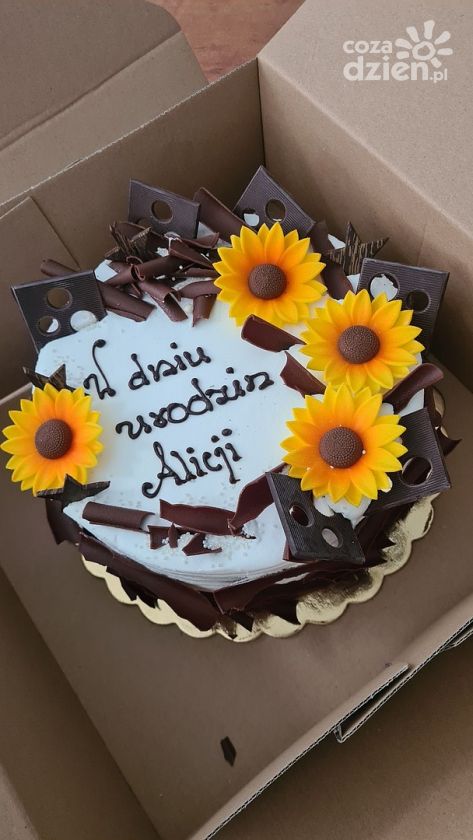 coza
dzien.pl
W dniu
urodzin
Alicji